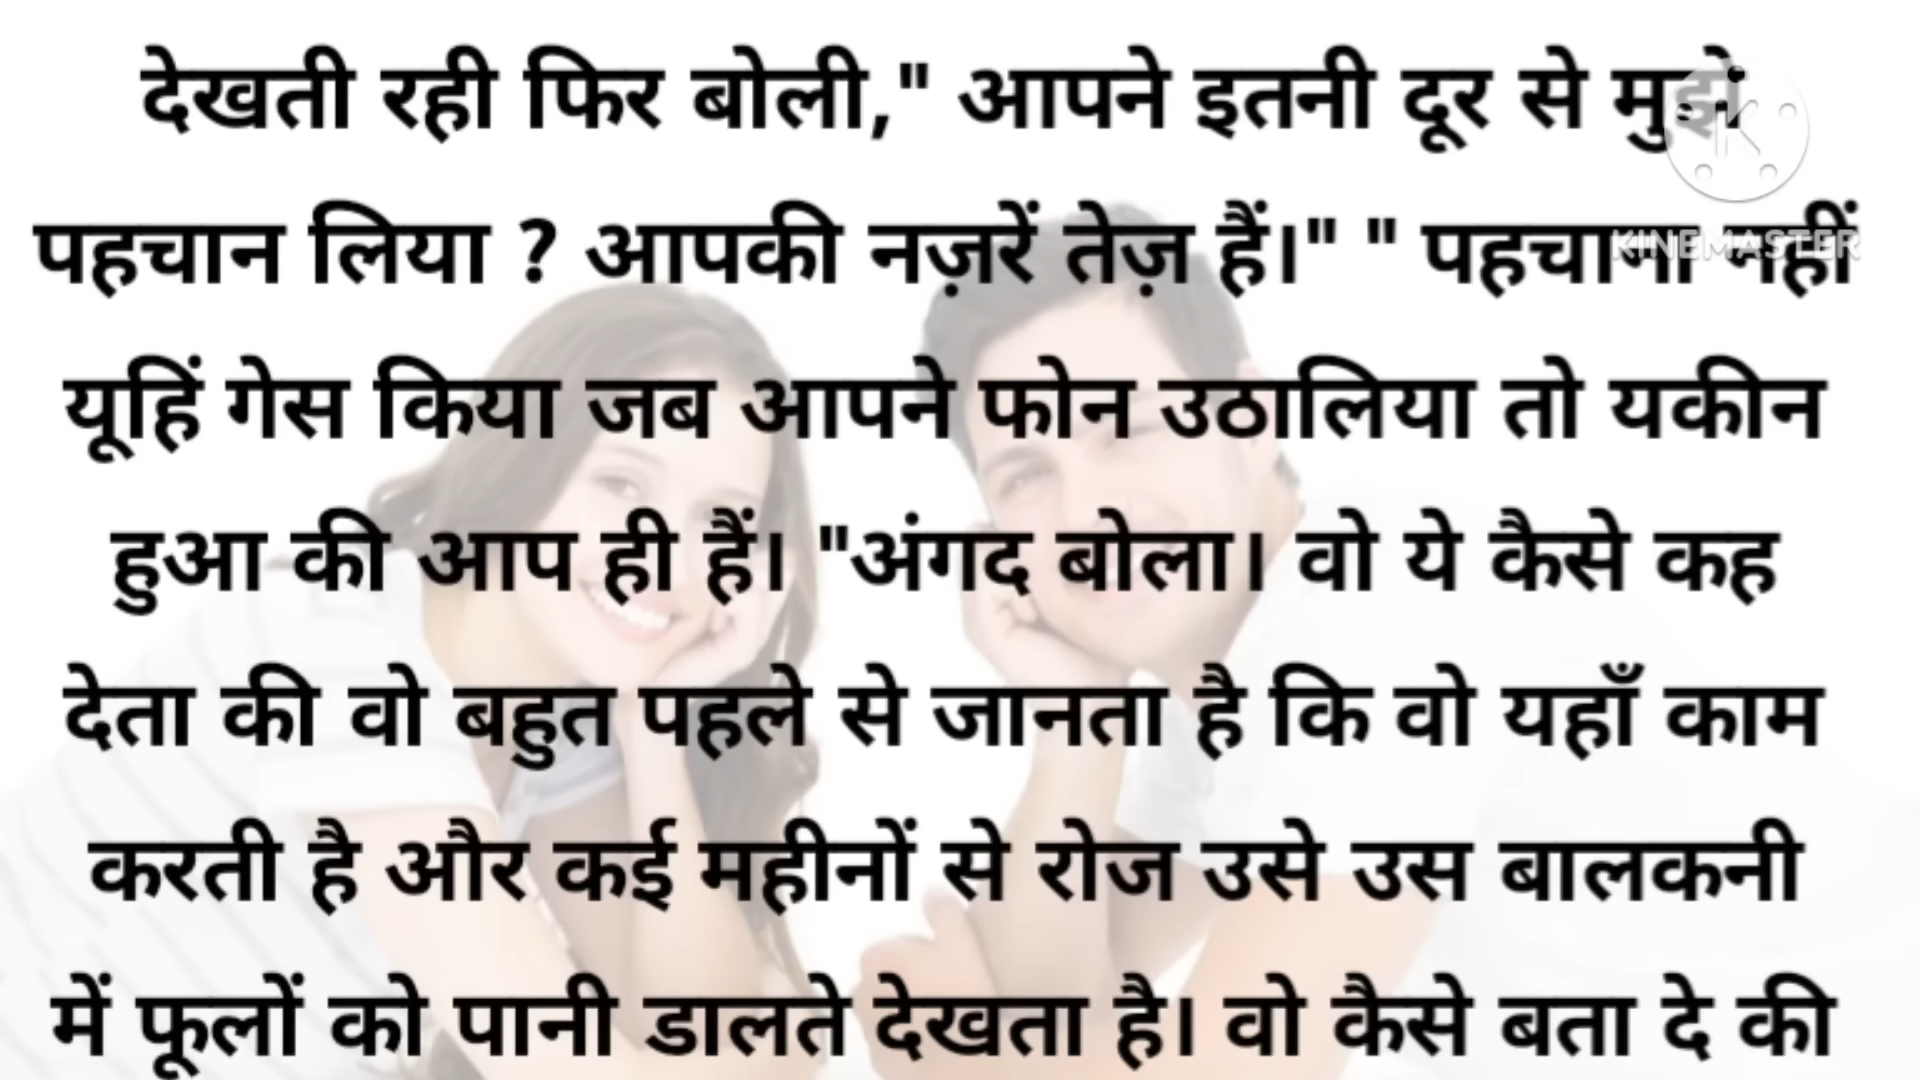 देखती रही फिर बोली," आपने इतनी दूर से मुझे
पहचान लिया ? आपकी नज़रें तेज़ हैं।" " पहचाना नहीं
यूहिं गेस किया जब आपने फोन उठालिया तो यकीन
हुआ की आप ही हैं। "अंगद बोला। वो ये कैसे कह
देता की वो बहुत पहले से जानता है कि वो यहाँ काम
करती है और कई महीनों से रोज उसे उस बालकनी
में फूलों को पानी डालते देखता है। वो कैसे बता दे की
K
KINEMASTER